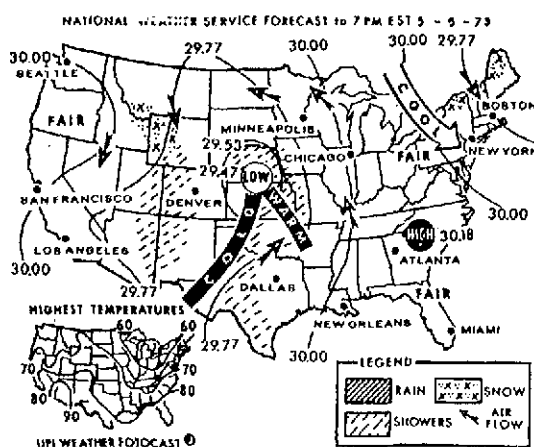 NATIONAL WEATHER SERVICE FORECAST to 7 PM EST 5 - 5 - 73
30.00
29.77
30.00
30.00
29.77
SEATTLE
COLD
BOSTON
FAIR
MINNEAPOLIS
NEW YORK
29.53
CHICAGO
FAIR
29.47
LOW
SAN FRANCISCO
DENVER
WARM
30.00
COLD
HIGH
30.18
LOS ANGELES
ATLANTA
30.00
29.77
DALLAS
FAIR
HIGHEST TEMPERATURES
60
60
NEW ORLEANS
MIAMI
29.77
30.00
70
70
80
80
90
LEGEND
RAIN
SNOW
SHOWERS
AIR FLOW
UPI WEATHER FOTOCAST